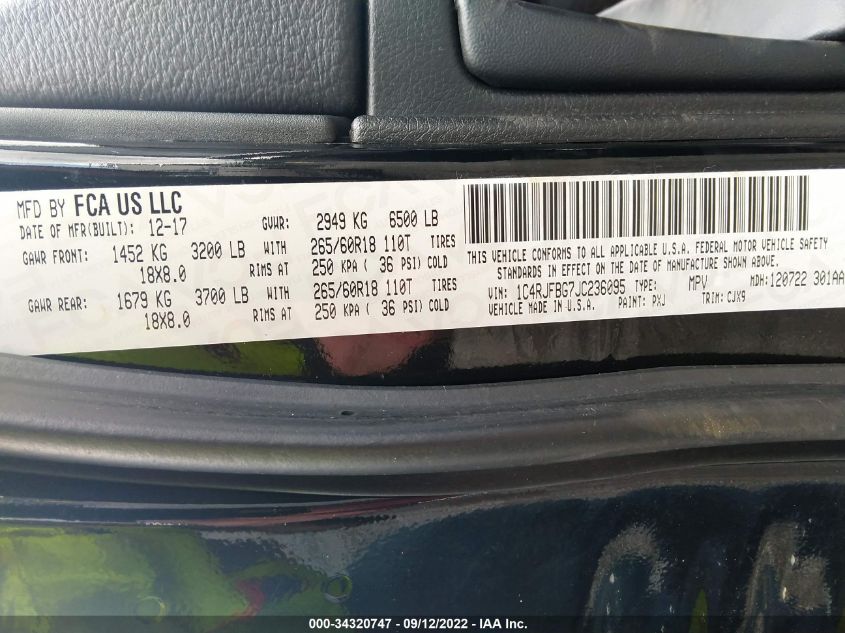 MFD BY FCA US LLC
DATE OF MFR(BUILT): 12-17 GVWR: 2949 KG 6500 LB
GAWR FRONT: 1452 KG 3200 LB WITH 265/60R18 110T TIRES
18X8.0 RIMS AT 250 KPA ( 36 PSI) COLD
GAWR REAR: 1679 KG 3700 LB WITH 265/60R18 110T TIRES
18X8.0 RIMS AT 250 KPA ( 36 PSI) COLD
THIS VEHICLE CONFORMS TO ALL APPLICABLE U.S.A. FEDERAL MOTOR VEHICLE SAFETY
STANDARDS IN EFFECT ON THE DATE OF MANUFACTURE SHOWN ABOVE.
VIN: 1C4RJFBG7JC236095 TYPE: MPV MDH: 120722 301AA
VEHICLE MADE IN U.S.A. PAINT: PXJ TRIM: CJX9
000-34320747 - 09/12/2022 - IAA Inc.